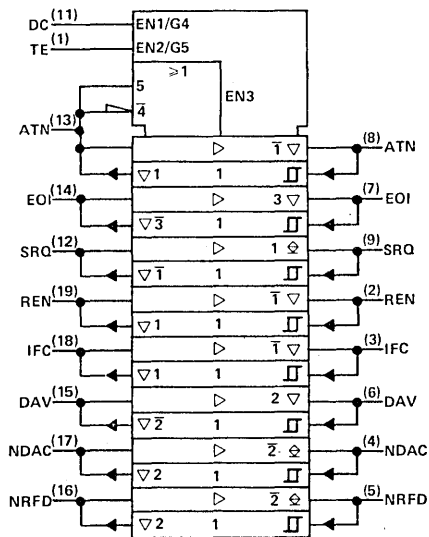 DC (11) EN1/G4
TE (1) EN2/G5
≥1
5 EN3
4̅
ATN (13) ▷ 1̅ ▽ (8) ATN
▽ 1 1
EOI (14) ▷ 3 ▽ (7) EOI
▽ 3̅ 1
SRQ (12) ▷ 1 ⎒ (9) SRQ
▽ 1̅ 1
REN (19) ▷ 1̅ ▽ (2) REN
▽ 1 1
IFC (18) ▷ 1̅ ▽ (3) IFC
▽ 1 1
DAV (15) ▷ 2 ▽ (6) DAV
▽ 2̅ 1
NDAC (17) ▷ 2̅ (4) NDAC
▽ 2 1
NRFD (16) ▷ 2̅ (5) NRFD
▽ 2 1